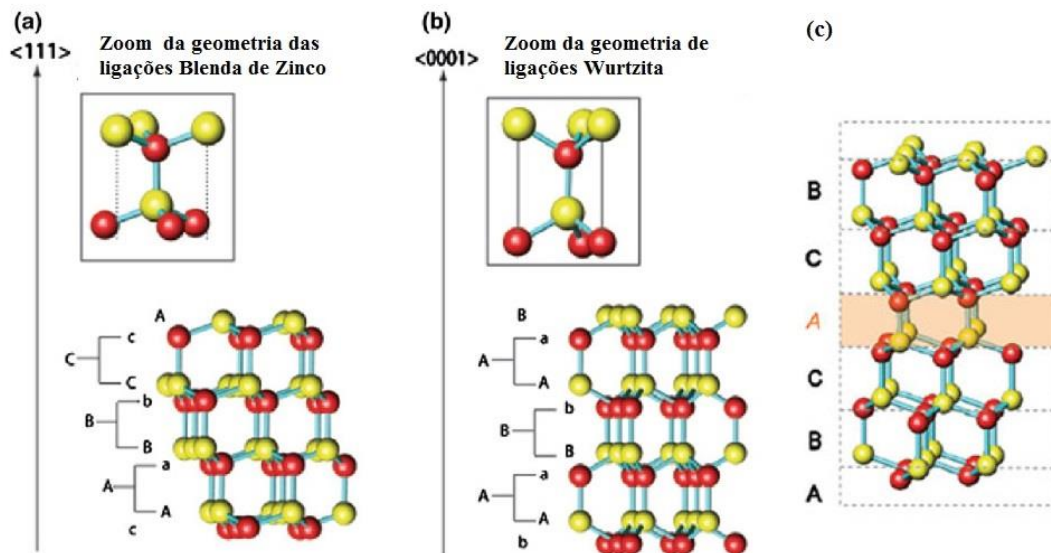 (a)
<111>
Zoom da geometria das
ligações Blenda de Zinco
A
c
C
C
b
B
B
a
A
A
c
(b)
<0001>
Zoom da geometria de
ligações Wurtzita
B
a
A
A
b
B
B
a
A
A
b
(c)
B
C
A
C
B
A